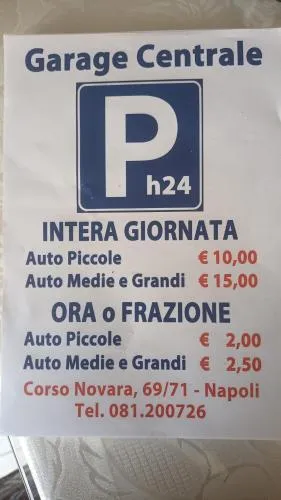 Garage Centrale
P
h24
INTERA GIORNATA
Auto Piccole € 10,00
Auto Medie e Grandi € 15,00
ORA o FRAZIONE
Auto Piccole € 2,00
Auto Medie e Grandi € 2,50
Corso Novara, 69/71 - Napoli
Tel. 081.200726